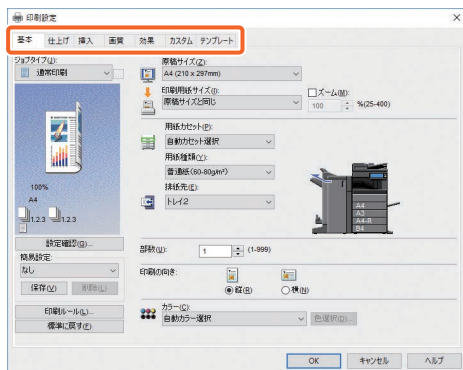 印刷設定
基本 仕上げ 挿入 画質 効果 カスタム テンプレート
ジョブタイプ(J):
通常印刷
100%
A4
1.2.3 1.2.3
設定確認(G)...
簡易設定:
なし
保存(V) 削除(L)
印刷ルール(L)...
標準に戻す(F)
原稿サイズ(Z):
A4 (210 x 297mm)
印刷用紙サイズ(I):
原稿サイズと同じ
ズーム(M):
100 %(25-400)
用紙カセット(P):
自動カセット選択
用紙種類(Y):
普通紙(60-80g/m²)
排紙先(E):
トレイ2
A4
A3
A4-R
B4
部数(U): 1 (1-999)
印刷の向き:
縦(R) 横(N)
カラー(C):
自動カラー選択 色選択(D)...
OK キャンセル ヘルプ